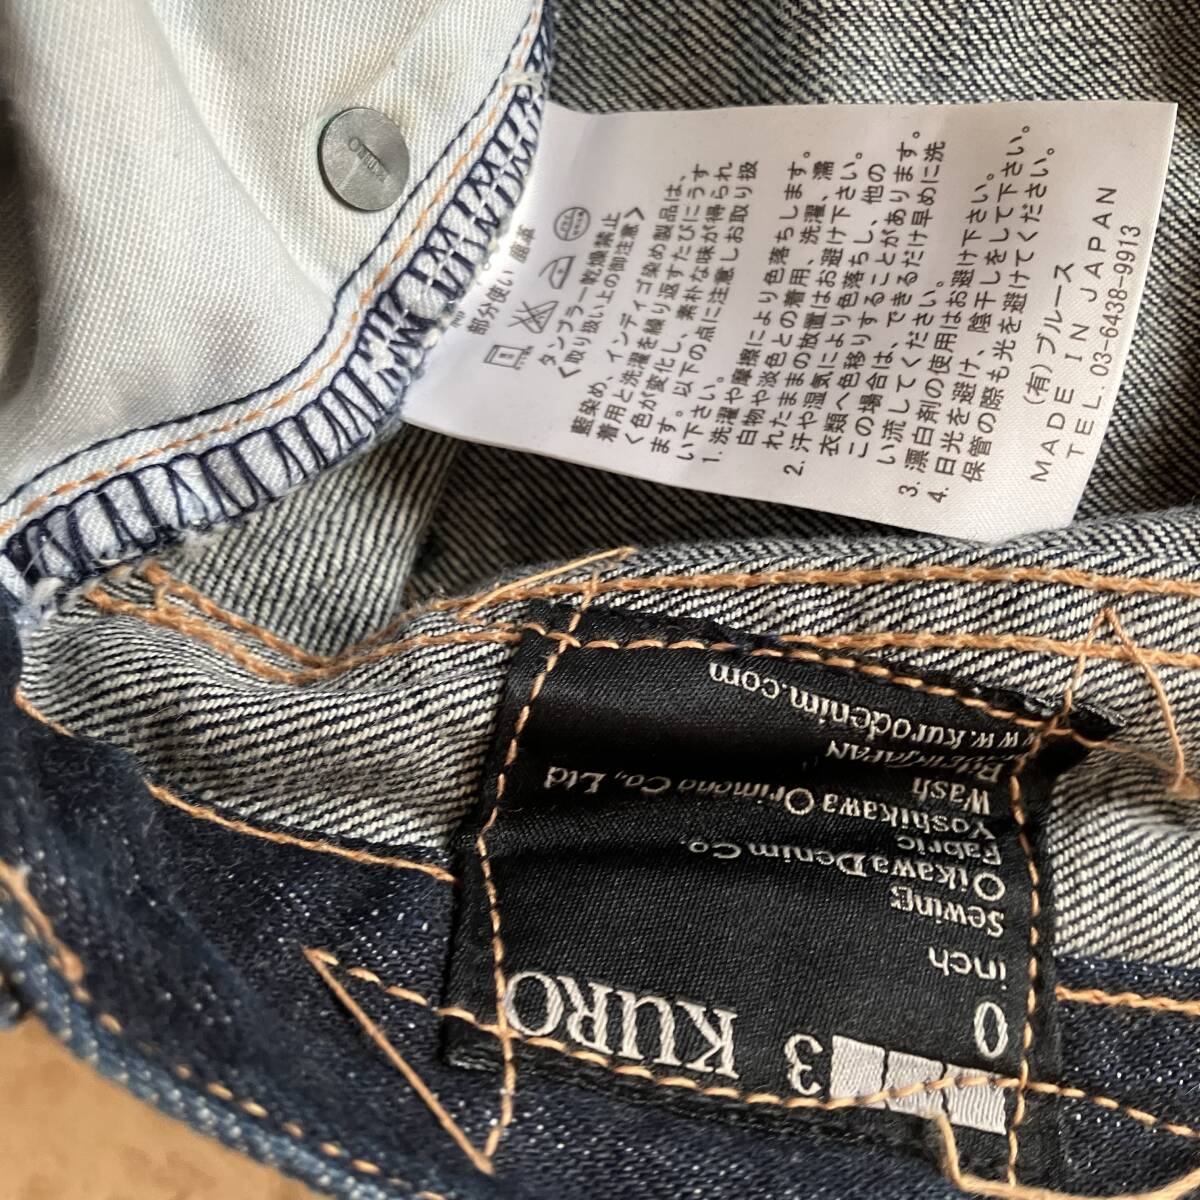 部分使い 鹿革
タンブラー乾燥禁止
<取り扱い上の御注意>
藍染め、インディゴ染め製品は、
着用と洗濯を繰り返すたびにうす
く色が変化し、素朴な味が得られ
ます。以下の点に注意しお取り扱
い下さい。
1. 洗濯や摩擦により色落ちします。
白物や淡色との着用、洗濯、濡
れたままの放置はお避け下さい。
2. 汗や湿気により色落ちし、他の
衣類へ色移りすることがあります。
この場合は、できるだけ早めに洗
い流してください。
3. 漂白剤の使用はお避け下さい。
4. 日光を避け、陰干しをして下さい。
保管の際も光を避けてください。
(有)ブルース
MADE IN JAPAN
TEL. 03-6438-9913
3 KURO
0
inch
Sewing
Oikawa Denim Co.
Fabric
Yoshikawa Orimono Co., Ltd
Wash
www.kurodenim.com